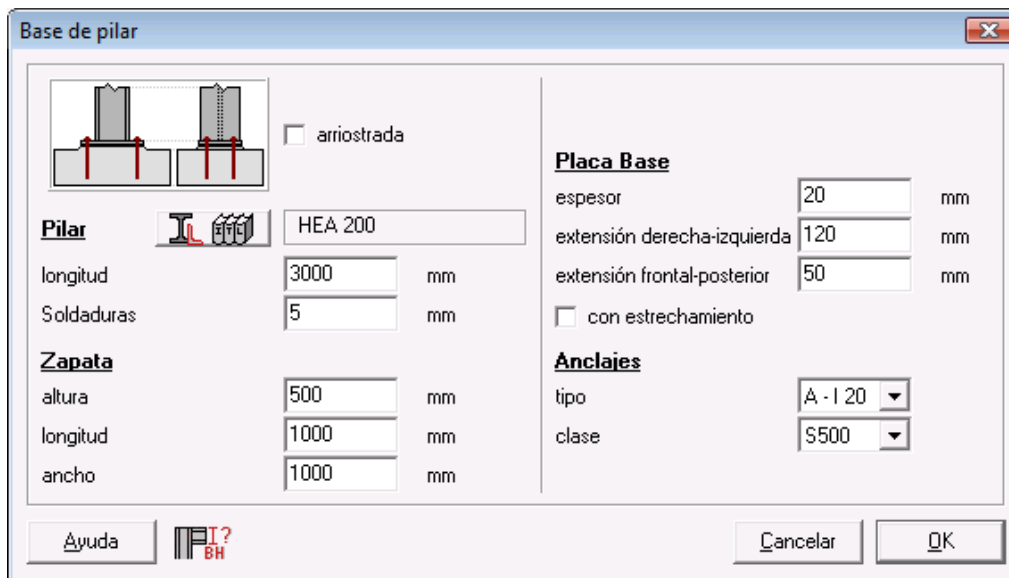 Base de pilar
arriostrada
Pilar
HEA 200
longitud 3000 mm
Soldaduras 5 mm
Zapata
altura 500 mm
longitud 1000 mm
ancho 1000 mm
Placa Base
espesor 20 mm
extensión derecha-izquierda 120 mm
extensión frontal-posterior 50 mm
con estrechamiento
Anclajes
tipo A - I 20
clase S500
Ayuda
I?
BH
Cancelar
OK